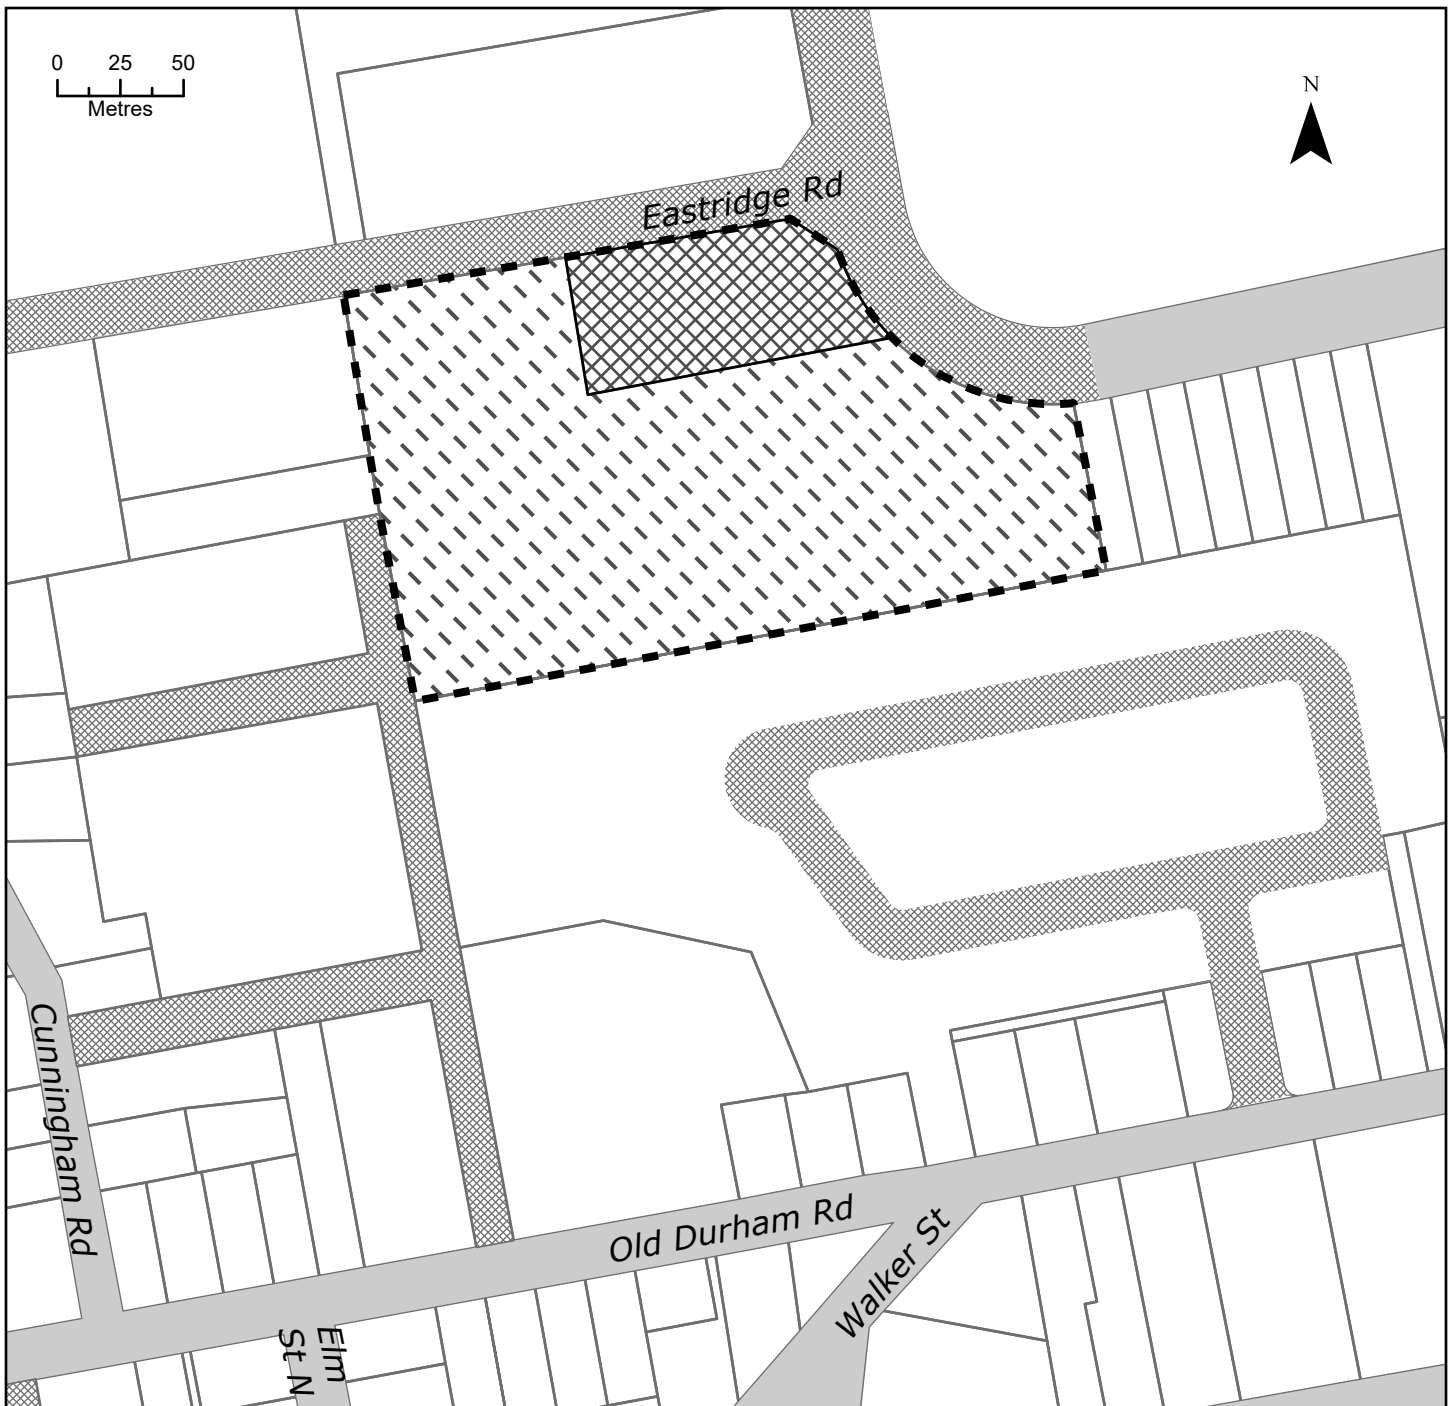 0 25 50
Metres
N
Eastridge Rd
Cunningham Rd
Old Durham Rd
Walker St
Elm
St N